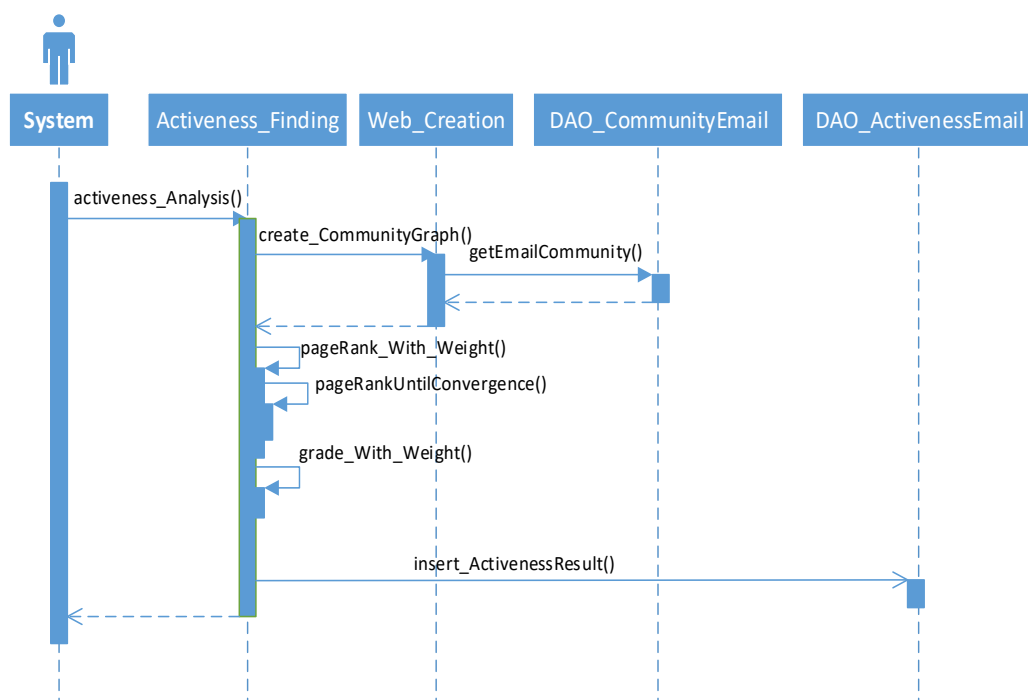 System
Activeness_Finding
Web_Creation
DAO_CommunityEmail
DAO_ActivenessEmail
activeness_Analysis()
create_CommunityGraph()
getEmailCommunity()
pageRank_With_Weight()
pageRankUntilConvergence()
grade_With_Weight()
insert_ActivenessResult()